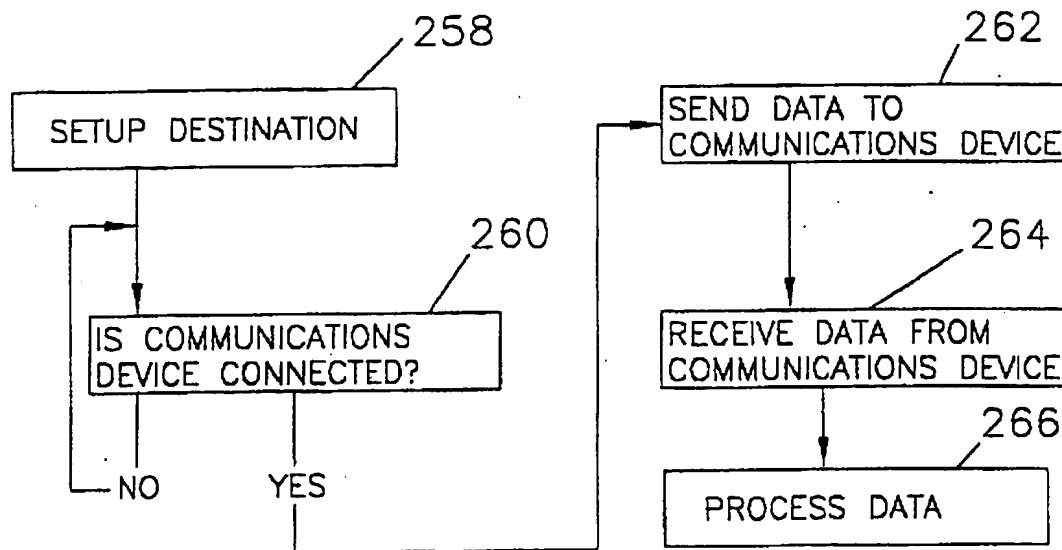 258
SETUP DESTINATION
260
IS COMMUNICATIONS
DEVICE CONNECTED?
NO
YES
262
SEND DATA TO
COMMUNICATIONS DEVICE
264
RECEIVE DATA FROM
COMMUNICATIONS DEVICE
266
PROCESS DATA